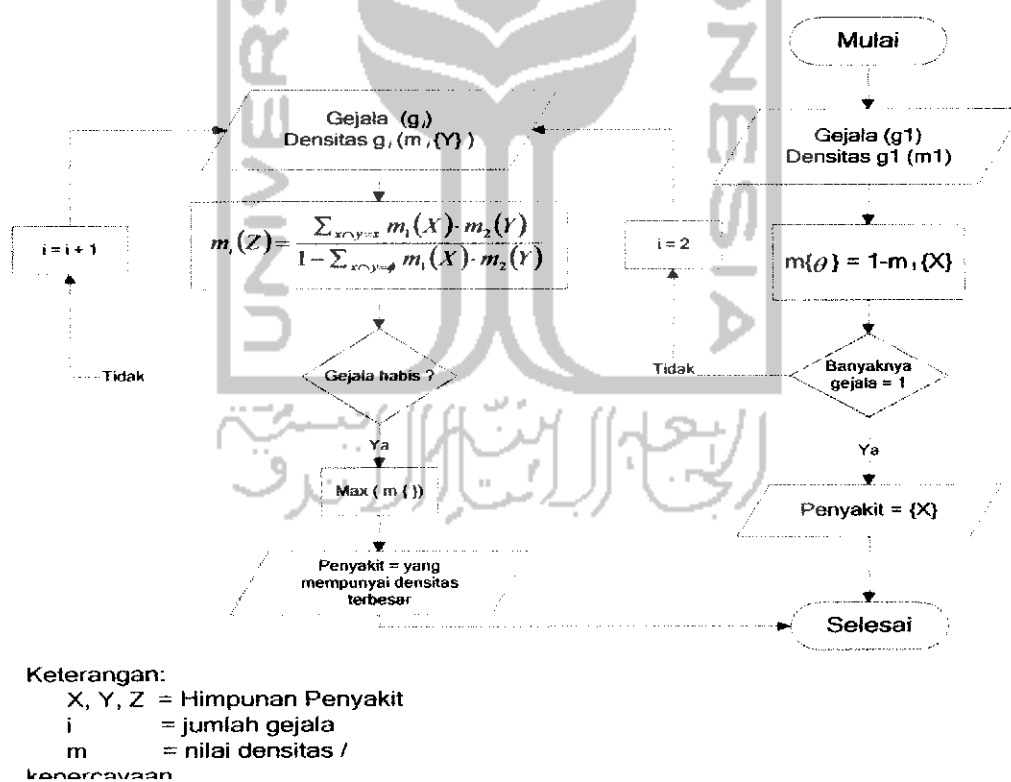 Mulai
Gejala (g1)
Densitas g1 (m1)
m{θ} = 1-m₁{X}
Banyaknya
gejala = 1
Tidak
Ya
Penyakit = {X}
Selesai
i = 2
Gejala (gᵢ)
Densitas gᵢ (mᵢ{Y})
mᵢ(Z) = ∑ₓ∩ᵧ₌ₓ m₁(X)· m₂(Y) / 1 − ∑ₓ∩ᵧ₌ᵩ m₁(X)· m₂(Y)
Gejala habis ?
Tidak
i = i + 1
Ya
Max ( m { })
Penyakit = yang
mempunyai densitas
terbesar
Keterangan:
X, Y, Z = Himpunan Penyakit
i = jumlah gejala
m = nilai densitas /
kepercayaan
UNIVERS
ONESIA